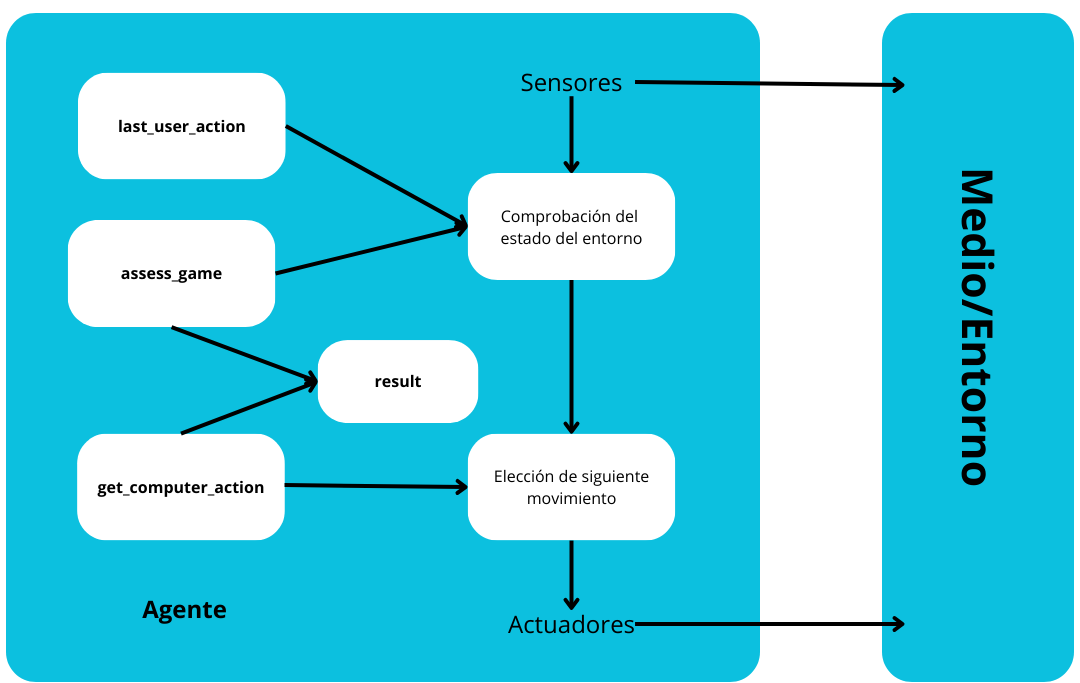 Sensores
last_user_action
Comprobación del
estado del entorno
assess_game
result
get_computer_action
Elección de siguiente
movimiento
Agente
Actuadores
Medio/Entorno